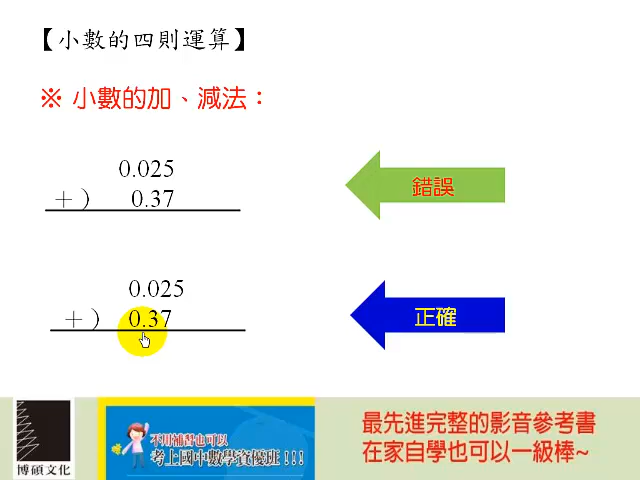 【小數的四則運算】
※ 小數的加、減法：
0.025
＋） 0.37
錯誤
0.025
＋） 0.37
正確
博碩文化
不用補習也可以
考上國中數學資優班!!!
最先進完整的影音參考書
在家自學也可以一級棒~